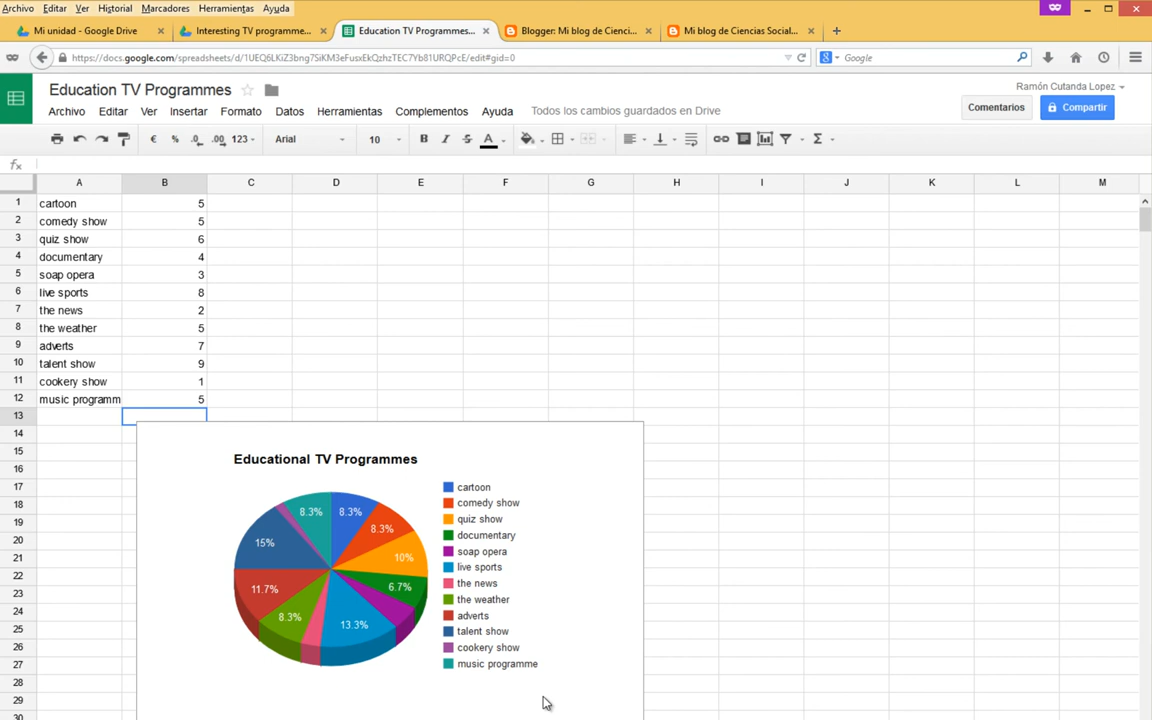 Archivo Editar Ver Historial Marcadores Herramientas Ayuda
Mi unidad - Google Drive × Interesting TV programme... × Education TV Programmes... × Blogger: Mi blog de Cienci... × Mi blog de Ciencias Social... × +
https://docs.google.com/spreadsheets/d/1UEQ6LKiZ3bng7SiKM3eFusxEkQzhzTEC7Yb81URQPcE/edit#gid=0 Google
Education TV Programmes
Ramón Cutanda Lopez
Archivo Editar Ver Insertar Formato Datos Herramientas Complementos Ayuda Todos los cambios guardados en Drive
Comentarios Compartir
€ % .0 .00 123 Arial 10 B I S A Σ
fx
A B C D E F G H I J K L M
1 cartoon 5
2 comedy show 5
3 quiz show 6
4 documentary 4
5 soap opera 3
6 live sports 8
7 the news 2
8 the weather 5
9 adverts 7
10 talent show 9
11 cookery show 1
12 music programm 5
13
14
15
16
17
18
19
20
21
22
23
24
25
26
27
28
29
30
Educational TV Programmes
8.3%
8.3%
8.3%
10%
15%
6.7%
11.7%
8.3%
13.3%
cartoon
comedy show
quiz show
documentary
soap opera
live sports
the news
the weather
adverts
talent show
cookery show
music programme